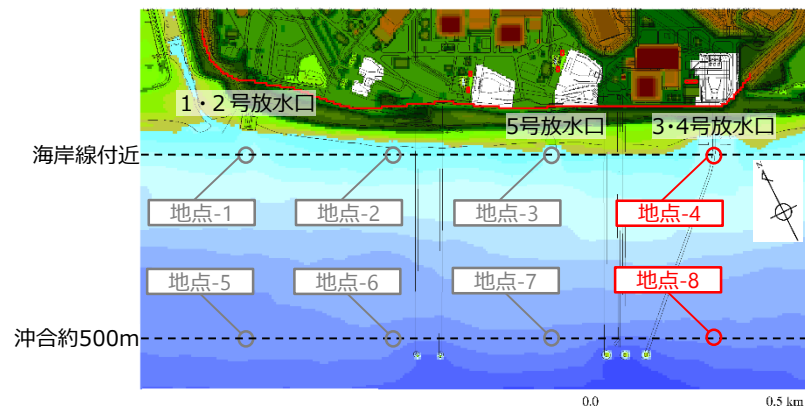 1・2号放水口
5号放水口
3・4号放水口
海岸線付近
地点-1
地点-2
地点-3
地点-4
N
地点-5
地点-6
地点-7
地点-8
沖合約500m
0.0
0.5 km